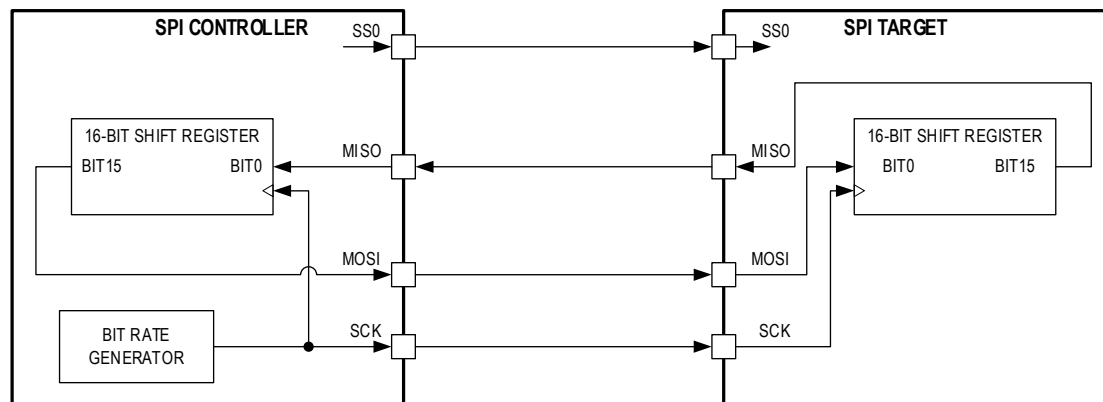 SPI CONTROLLER
SS0
16-BIT SHIFT REGISTER
BIT15
BIT0
MISO
MOSI
BIT RATE
GENERATOR
SCK
SPI TARGET
SS0
MISO
16-BIT SHIFT REGISTER
BIT0
BIT15
MOSI
SCK